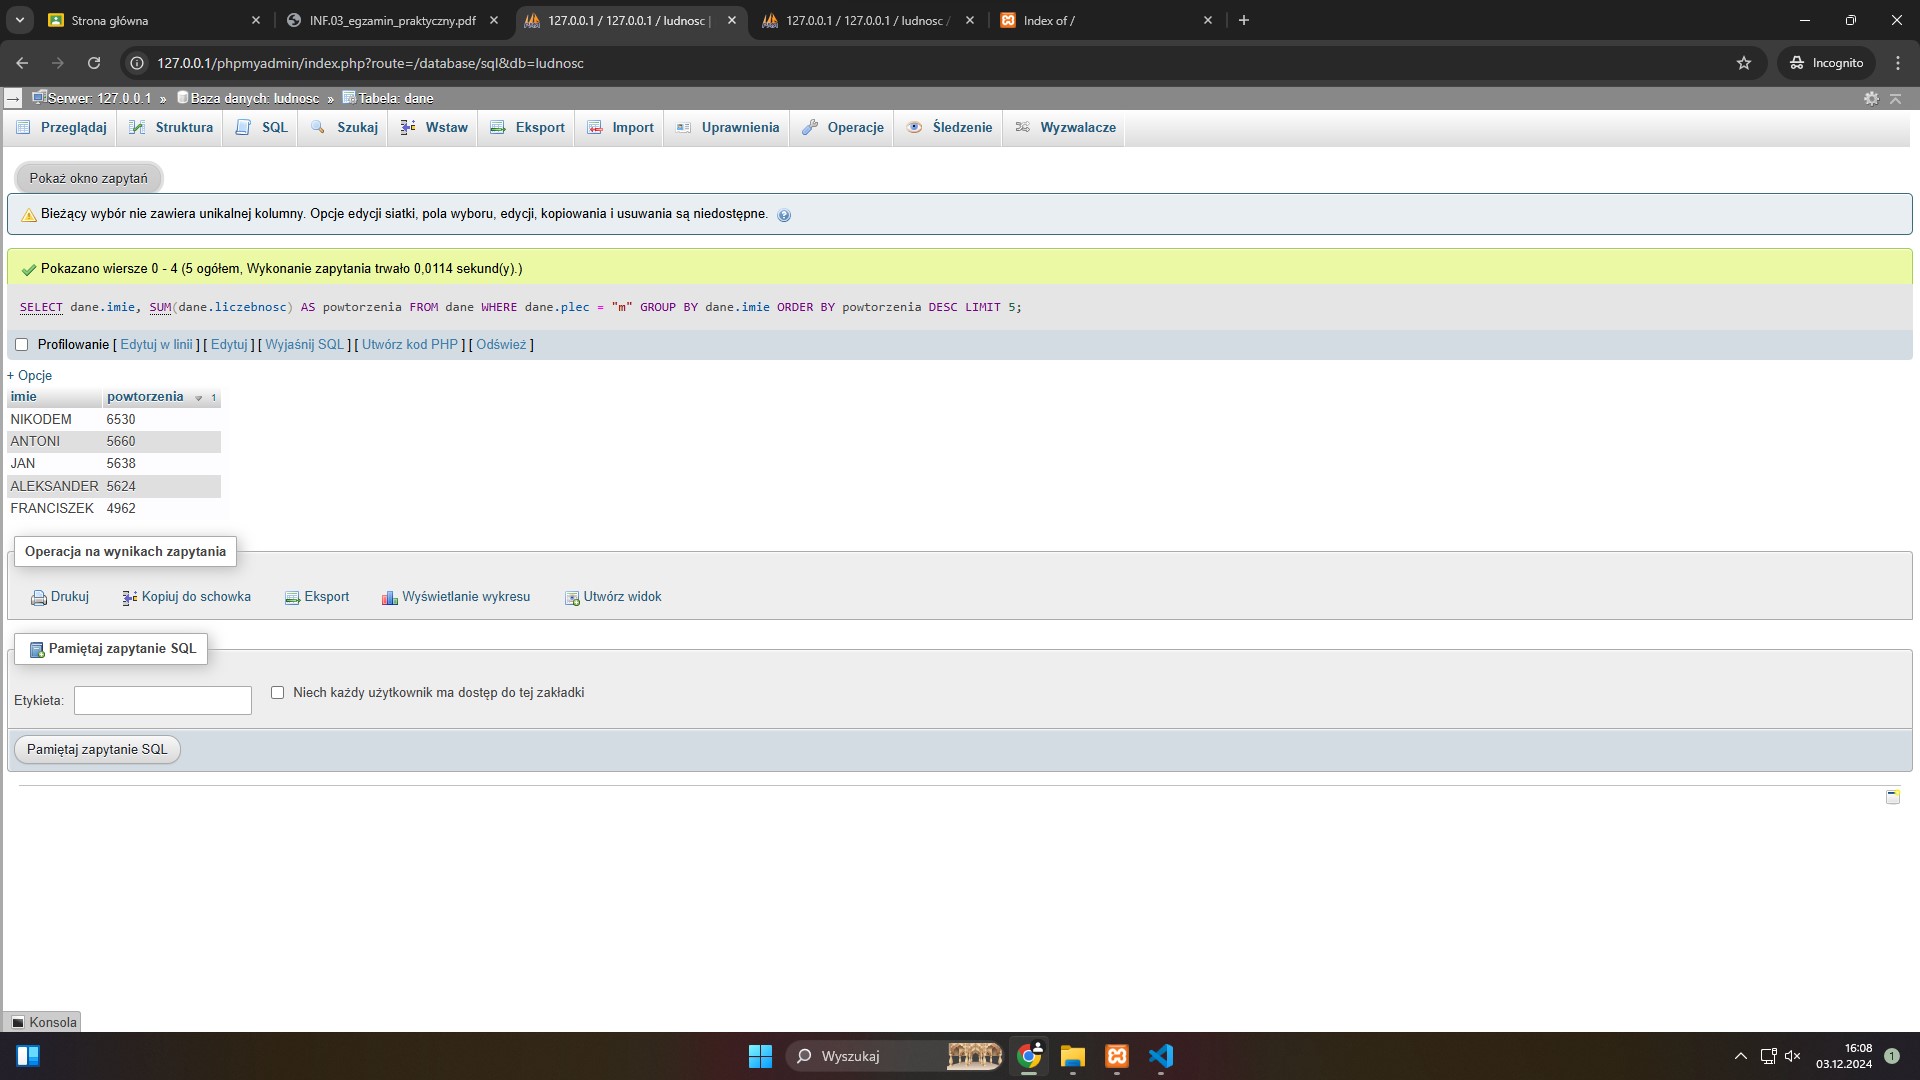 Strona główna
INF.03_egzamin_praktyczny.pdf
127.0.0.1 / 127.0.0.1 / ludnosc |
127.0.0.1 / 127.0.0.1 / ludnosc /
Index of /
127.0.0.1/phpmyadmin/index.php?route=/database/sql&db=ludnosc
Incognito
Serwer: 127.0.0.1 » Baza danych: ludnosc » Tabela: dane
Przeglądaj Struktura SQL Szukaj Wstaw Eksport Import Uprawnienia Operacje Śledzenie Wyzwalacze
Pokaż okno zapytań
Bieżący wybór nie zawiera unikalnej kolumny. Opcje edycji siatki, pola wyboru, edycji, kopiowania i usuwania są niedostępne.
Pokazano wiersze 0 - 4 (5 ogółem, Wykonanie zapytania trwało 0,0114 sekund(y).)
SELECT dane.imie, SUM(dane.liczebnosc) AS powtorzenia FROM dane WHERE dane.plec = "m" GROUP BY dane.imie ORDER BY powtorzenia DESC LIMIT 5;
Profilowanie [ Edytuj w linii ] [ Edytuj ] [ Wyjaśnij SQL ] [ Utwórz kod PHP ] [ Odśwież ]
+ Opcje
imie powtorzenia 1
NIKODEM 6530
ANTONI 5660
JAN 5638
ALEKSANDER 5624
FRANCISZEK 4962
Operacja na wynikach zapytania
Drukuj Kopiuj do schowka Eksport Wyświetlanie wykresu Utwórz widok
Pamiętaj zapytanie SQL
Etykieta: Niech każdy użytkownik ma dostęp do tej zakładki
Pamiętaj zapytanie SQL
Konsola
Wyszukaj
16:08
03.12.2024
1